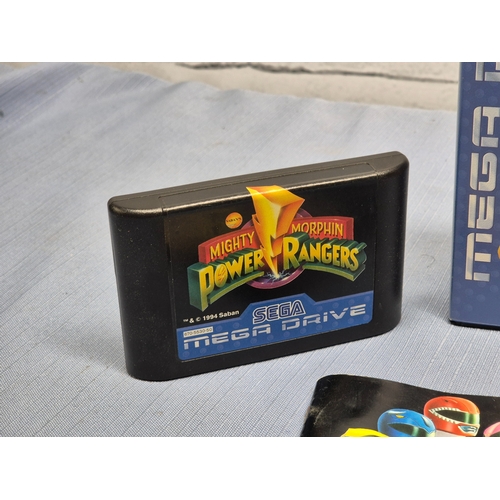 MIGHTY MORPHIN
POWER RANGERS
™ & © 1994 Saban
SEGA
MEGA DRIVE
MEGA D